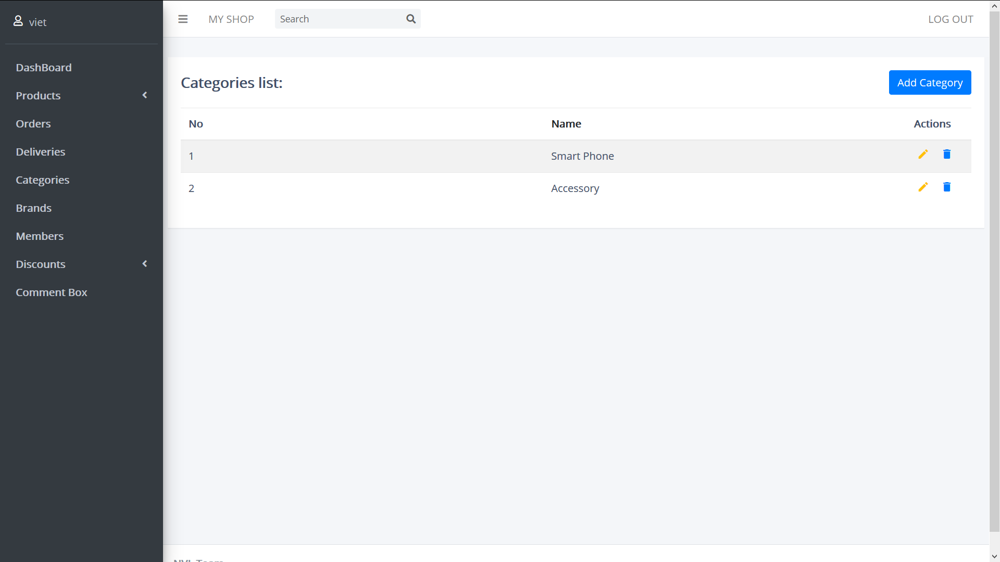 viet
MY SHOP
Search
LOG OUT
DashBoard
Products
Orders
Deliveries
Categories
Brands
Members
Discounts
Comment Box
Categories list:
Add Category
No Name Actions
1 Smart Phone
2 Accessory